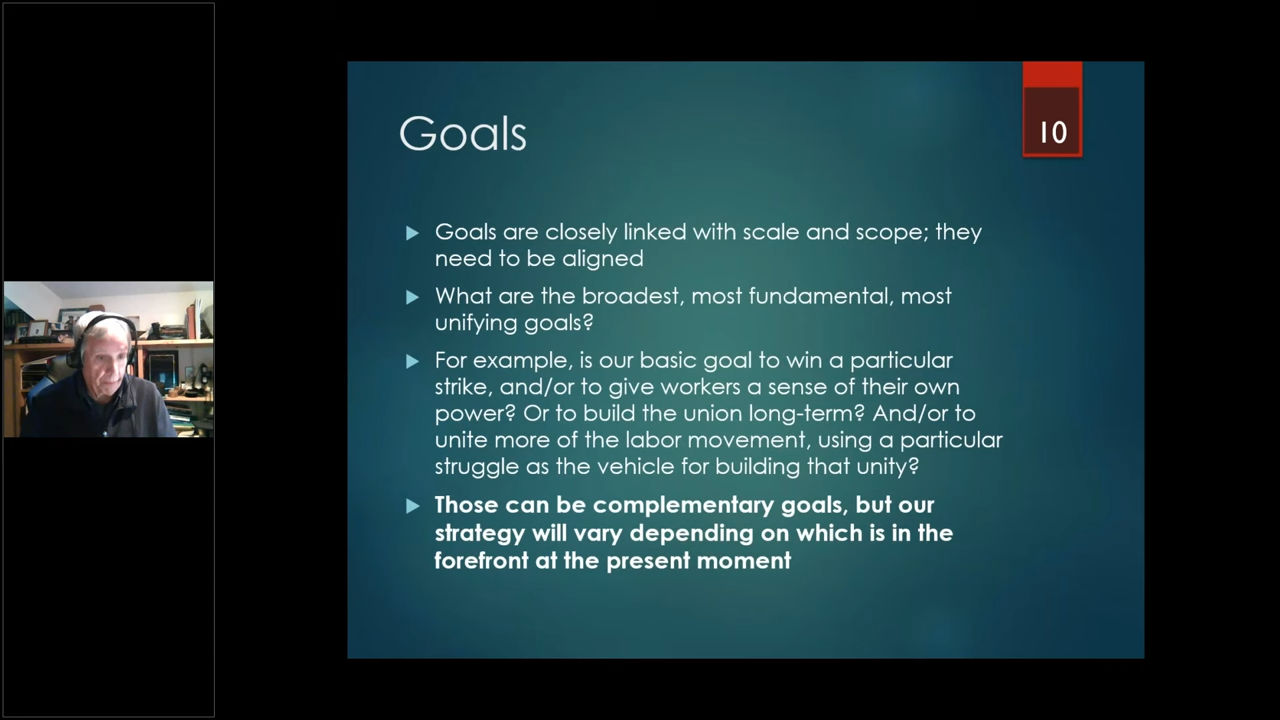 Goals
10
Goals are closely linked with scale and scope; they
need to be aligned
What are the broadest, most fundamental, most
unifying goals?
For example, is our basic goal to win a particular
strike, and/or to give workers a sense of their own
power? Or to build the union long-term? And/or to
unite more of the labor movement, using a particular
struggle as the vehicle for building that unity?
Those can be complementary goals, but our
strategy will vary depending on which is in the
forefront at the present moment